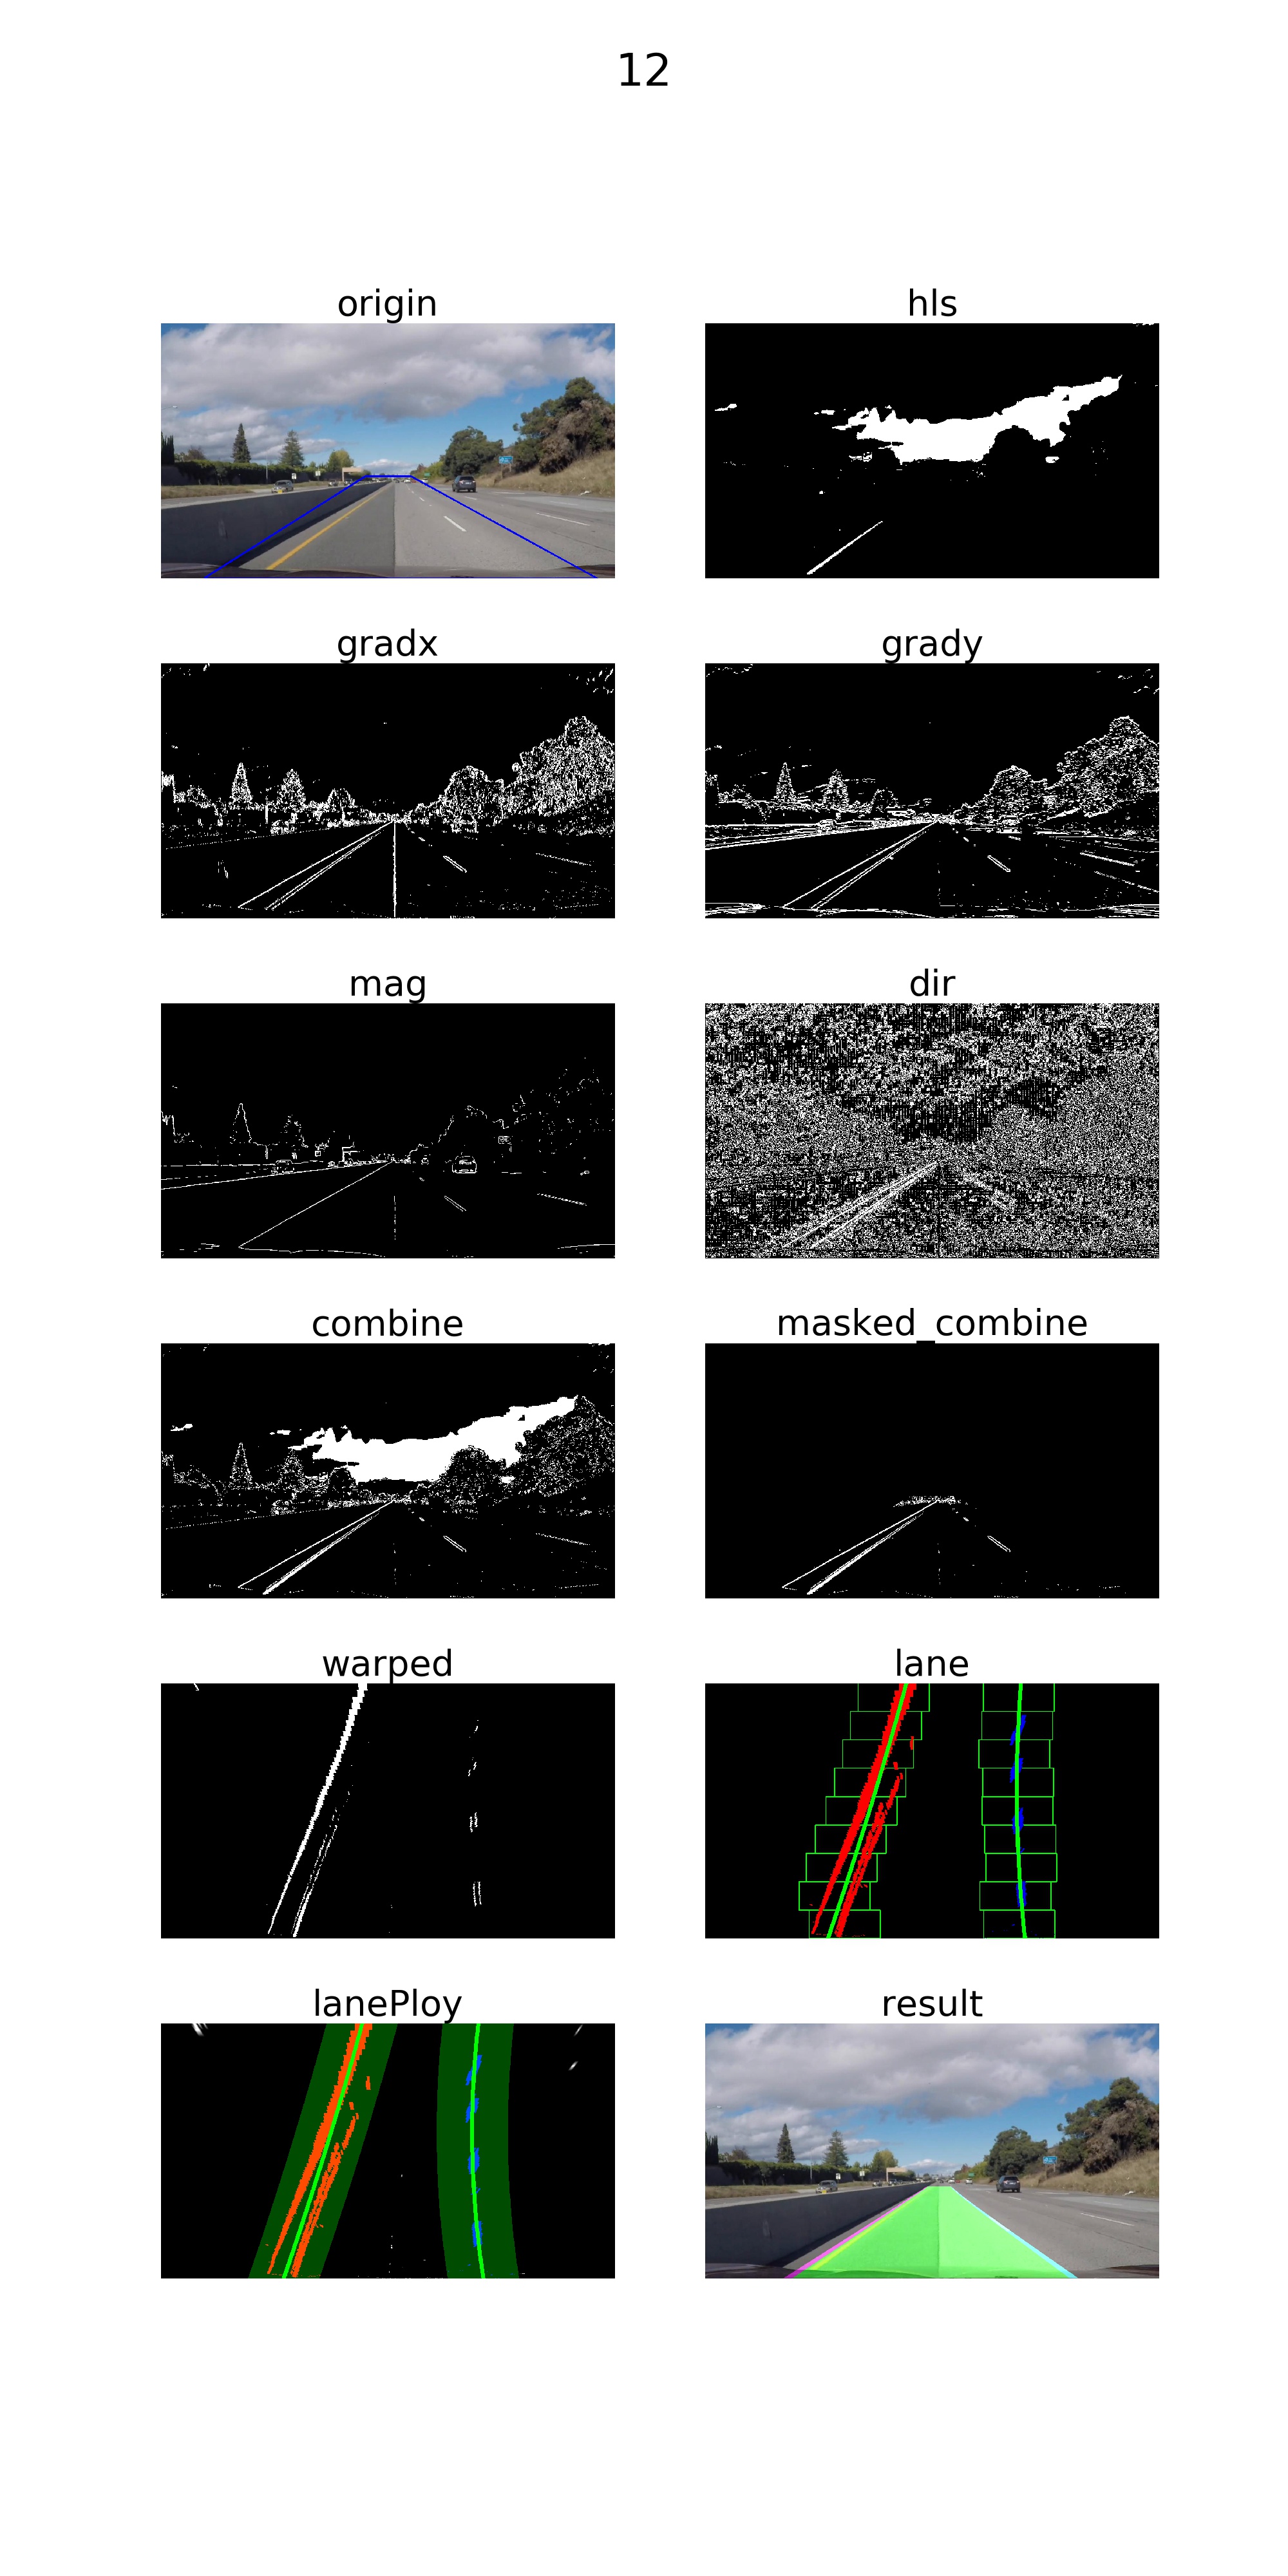 12
origin
hls
gradx
grady
mag
dir
combine
masked_combine
warped
lane
lanePloy
result